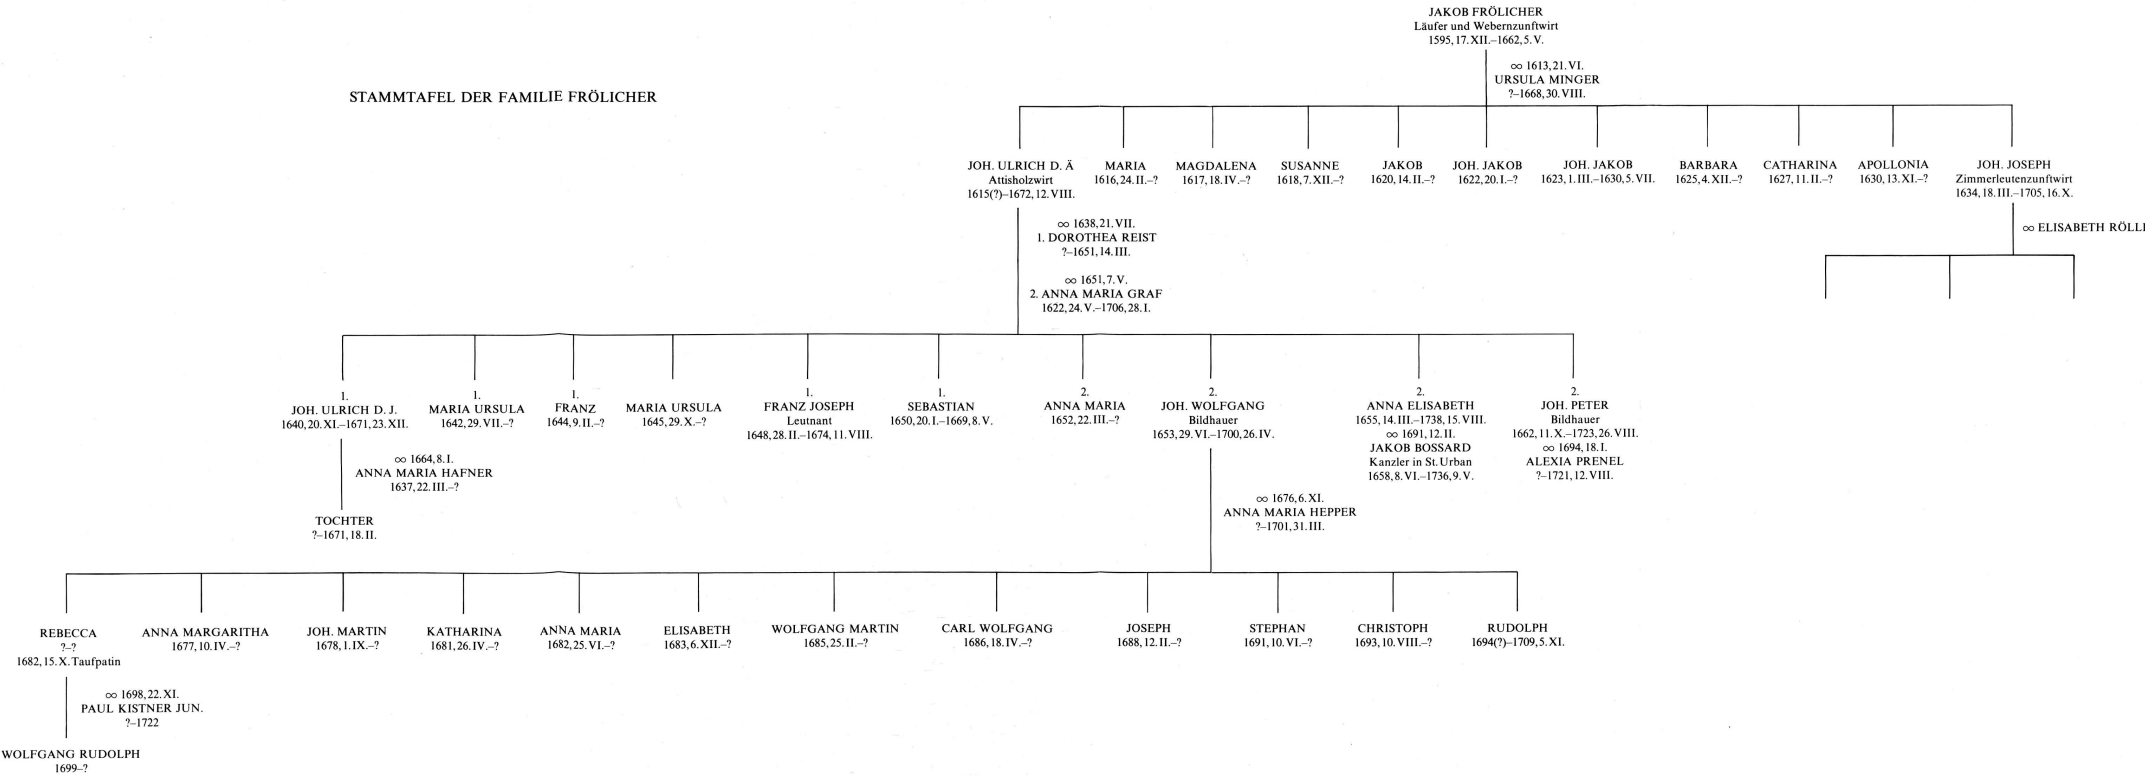 JAKOB FRÖLICHER
Läufer und Webernzunftwirt
1595, 17. XII.–1662, 5. V.
∞ 1613, 21. VI.
URSULA MINGER
?–1668, 30. VIII.
STAMMTAFEL DER FAMILIE FRÖLICHER
JOH. ULRICH D. Ä
Attisholzwirt
1615(?)–1672, 12. VIII.
MARIA
1616, 24. II.–?
MAGDALENA
1617, 18. IV.–?
SUSANNE
1618, 7. XII.–?
JAKOB
1620, 14. II.–?
JOH. JAKOB
1622, 20. I.–?
JOH. JAKOB
1623, 1. III.–1630, 5. VII.
BARBARA
1625, 4. XII.–?
CATHARINA
1627, 11. II.–?
APOLLONIA
1630, 13. XI.–?
JOH. JOSEPH
Zimmerleutenzunftwirt
1634, 18. III.–1705, 16. X.
∞ 1638, 21. VII.
1. DOROTHEA REIST
?–1651, 14. III.
∞ 1651, 7. V.
2. ANNA MARIA GRAF
1622, 24. V.–1706, 28. I.
∞ ELISABETH RÖLLI
1.
JOH. ULRICH D. J.
1640, 20. XI.–1671, 23. XII.
1.
MARIA URSULA
1642, 29. VII.–?
1.
FRANZ
1644, 9. II.–?
MARIA URSULA
1645, 29. X.–?
1.
FRANZ JOSEPH
Leutnant
1648, 28. II.–1674, 11. VIII.
1.
SEBASTIAN
1650, 20. I.–1669, 8. V.
2.
ANNA MARIA
1652, 22. III.–?
2.
JOH. WOLFGANG
Bildhauer
1653, 29. VI.–1700, 26. IV.
2.
ANNA ELISABETH
1655, 14. III.–1738, 15. VIII.
∞ 1691, 12. II.
JAKOB BOSSARD
Kanzler in St. Urban
1658, 8. VI.–1736, 9. V.
2.
JOH. PETER
Bildhauer
1662, 11. X.–1723, 26. VIII.
∞ 1694, 18. I.
ALEXIA PRENEL
?–1721, 12. VIII.
∞ 1664, 8. I.
ANNA MARIA HAFNER
1637, 22. III.–?
TOCHTER
?–1671, 18. II.
∞ 1676, 6. XI.
ANNA MARIA HEPPER
?–1701, 31. III.
REBECCA
?–?
1682, 15. X. Taufpatin
ANNA MARGARITHA
1677, 10. IV.–?
JOH. MARTIN
1678, 1. IX.–?
KATHARINA
1681, 26. IV.–?
ANNA MARIA
1682, 25. VI.–?
ELISABETH
1683, 6. XII.–?
WOLFGANG MARTIN
1685, 25. II.–?
CARL WOLFGANG
1686, 18. IV.–?
JOSEPH
1688, 12. II.–?
STEPHAN
1691, 10. VI.–?
CHRISTOPH
1693, 10. VIII.–?
RUDOLPH
1694(?)–1709, 5. XI.
∞ 1698, 22. XI.
PAUL KISTNER JUN.
?–1722
WOLFGANG RUDOLPH
1699–?